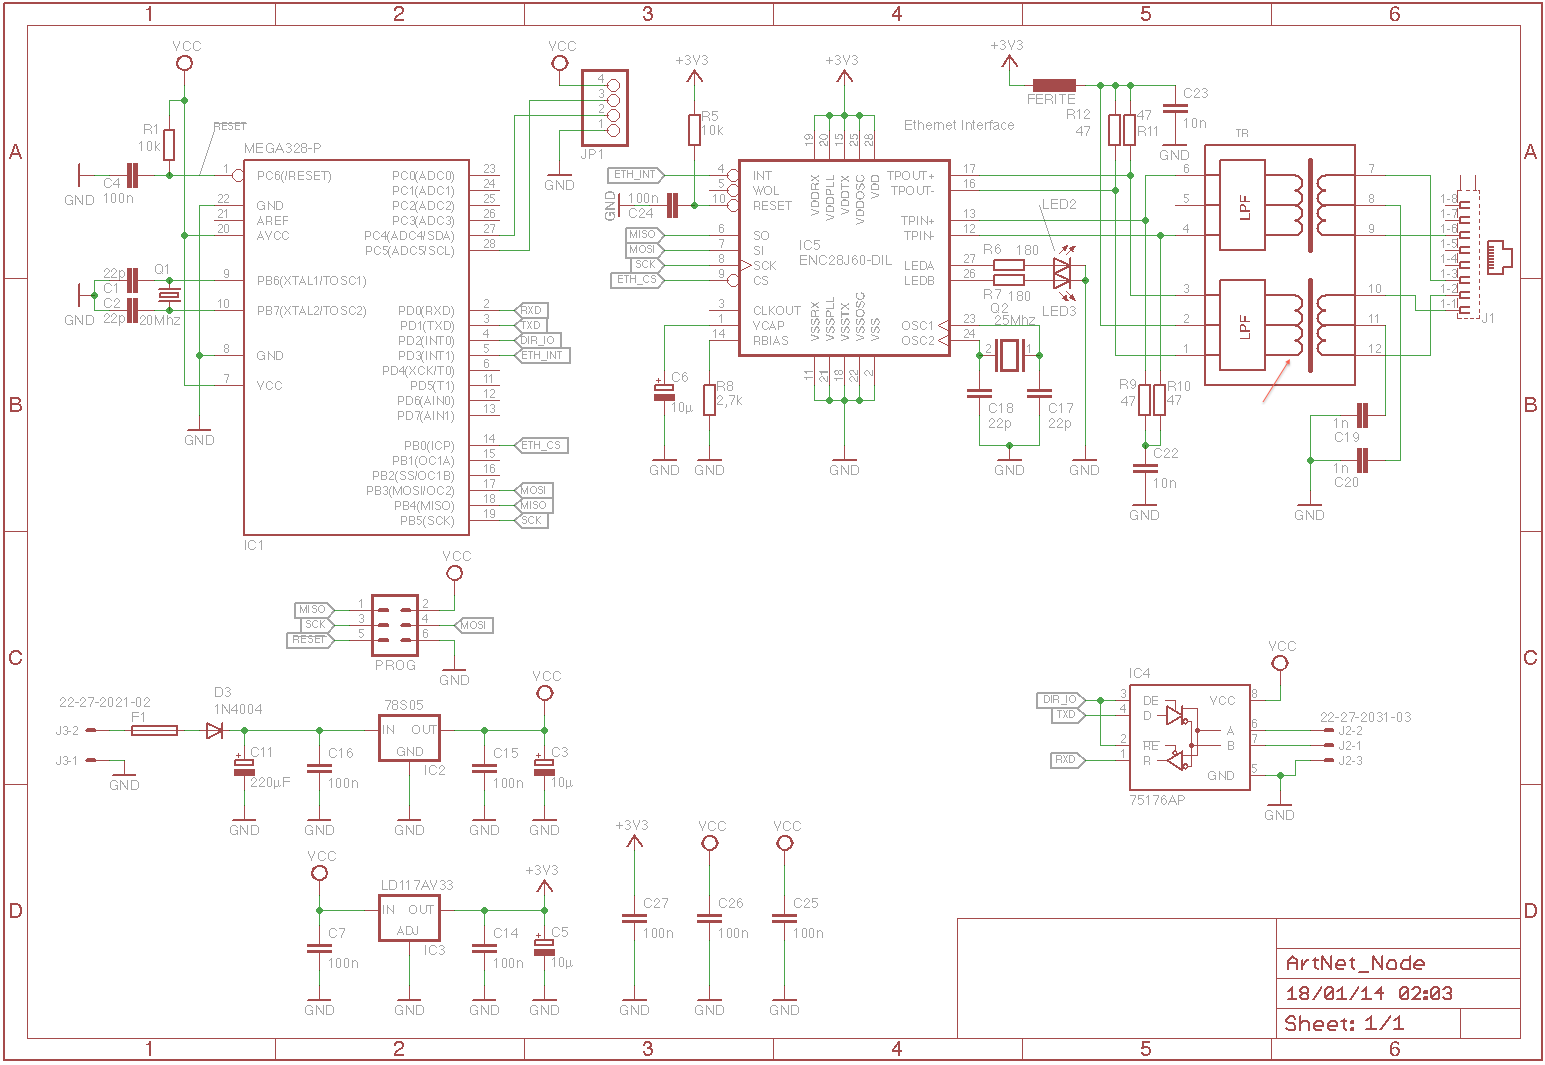 1 2 3 4 5 6
A
B
C
D
A
B
C
D
1 2 3 4 5 6
VCC
R1
10k
RESET
C4
100n
GND
22p
C1
C2
22p
Q1
20Mhz
GND
GND
MEGA328-P
1 PC6(/RESET)
22 GND
21 AREF
20 AVCC
9 PB6(XTAL1/TOSC1)
10 PB7(XTAL2/TOSC2)
8 GND
7 VCC
PC0(ADC0) 23
PC1(ADC1) 24
PC2(ADC2) 25
PC3(ADC3) 26
PC4(ADC4/SDA) 27
PC5(ADC5/SCL) 28
PD0(RXD) 2 RXD
PD1(TXD) 3 TXD
PD2(INT0) 4 DIR_IO
PD3(INT1) 5 ETH_INT
PD4(XCK/T0) 6
PD5(T1) 11
PD6(AIN0) 12
PD7(AIN1) 13
PB0(ICP) 14 ETH_CS
PB1(OC1A) 15
PB2(SS/OC1B) 16
PB3(MOSI/OC2) 17 MOSI
PB4(MISO) 18 MISO
PB5(SCK) 19 SCK
IC1
VCC
4
3
2
1
JP1
GND
+3V3
R5
10k
100n
C24
GND
ETH_INT
MISO
MOSI
SCK
ETH_CS
+3V3
Ethernet Interface
19 20 15 25 28
VDDRX VDDPLL VDDTX VDDOSC VDD
4 INT
5 WOL
10 RESET
6 SO
7 SI
8 SCK
9 CS
3 CLKOUT
1 VCAP
14 RBIAS
IC5
ENC28J60-DIL
TPOUT+ 17
TPOUT- 16
TPIN+ 13
TPIN- 12
LEDA 27
LEDB 26
OSC1 23
OSC2 24
VSSRX VSSPLL VSSTX VSSOSC VSS
11 21 18 22 2
C6
10µ
R8
2,7k
GND
GND
GND
R6 180
R7 180
LED2
LED3
Q2
25Mhz
2 1
C18
22p
C17
22p
GND
GND
+3V3
FERITE
R12
47
47
R11
C23
10n
GND
R9
47
R10
47
C22
10n
GND
TR
6
5
4
3
2
1
LPF
LPF
7
8
9
10
11
12
1-8
1-7
1-6
1-5
1-4
1-3
1-2
1-1
J1
1n
C19
1n
C20
GND
VCC
MISO 1
SCK 3
RESET 5
2
4 MOSI
6
PROG
GND
22-27-2021-02
J3-2
J3-1
F1
GND
D3
1N4004
C11
220µF
GND
C16
100n
GND
78S05
IN OUT
GND
IC2
GND
C15
100n
GND
VCC
C3
10µ
GND
VCC
C7
100n
GND
LD117AV33
IN OUT
ADJ
IC3
GND
C14
100n
GND
+3V3
C5
10µ
GND
+3V3
C27
100n
GND
VCC
C26
100n
GND
VCC
C25
100n
GND
IC4
DIR_IO
TXD
RXD
3 DE
4 D
2 RE
1 R
VCC 8
A 6
B 7
GND 5
75176AP
VCC
22-27-2031-03
J2-2
J2-1
J2-3
GND
ArtNet_Node
18/01/14 02:03
Sheet: 1/1